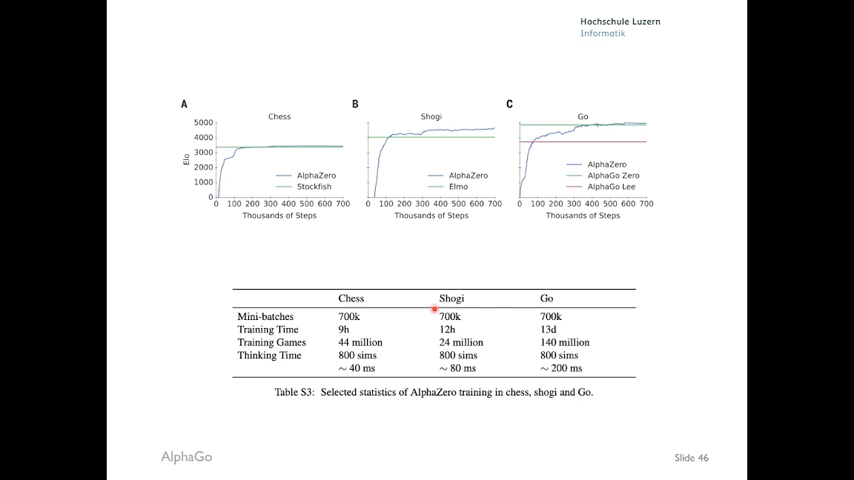 Hochschule Luzern
Informatik
A
B
C
Chess
Shogi
Go
5000
4000
3000
2000
1000
0
Elo
AlphaZero
Stockfish
0 100 200 300 400 500 600 700
Thousands of Steps
AlphaZero
Elmo
0 100 200 300 400 500 600 700
Thousands of Steps
AlphaZero
AlphaGo Zero
AlphaGo Lee
0 100 200 300 400 500 600 700
Thousands of Steps
Chess Shogi Go
Mini-batches 700k 700k 700k
Training Time 9h 12h 13d
Training Games 44 million 24 million 140 million
Thinking Time 800 sims 800 sims 800 sims
~ 40 ms ~ 80 ms ~ 200 ms
Table S3: Selected statistics of AlphaZero training in chess, shogi and Go.
AlphaGo
Slide 46